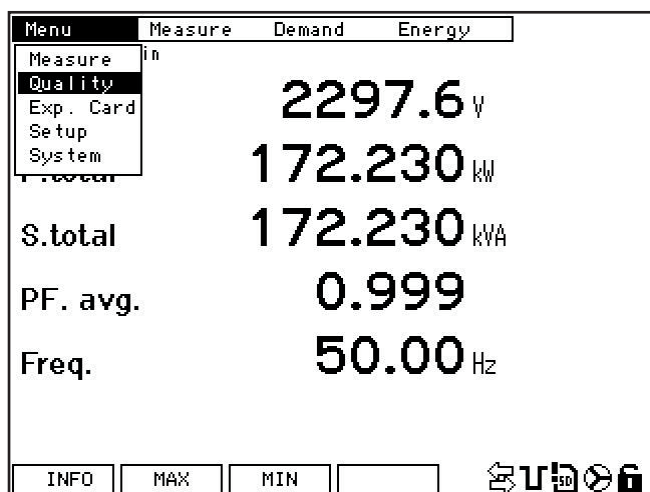 Menu Measure Demand Energy
Measure
Quality
Exp. Card
Setup
System
2297.6 V
172.230 kW
S.total 172.230 kVA
PF. avg. 0.999
Freq. 50.00 Hz
INFO MAX MIN
SD